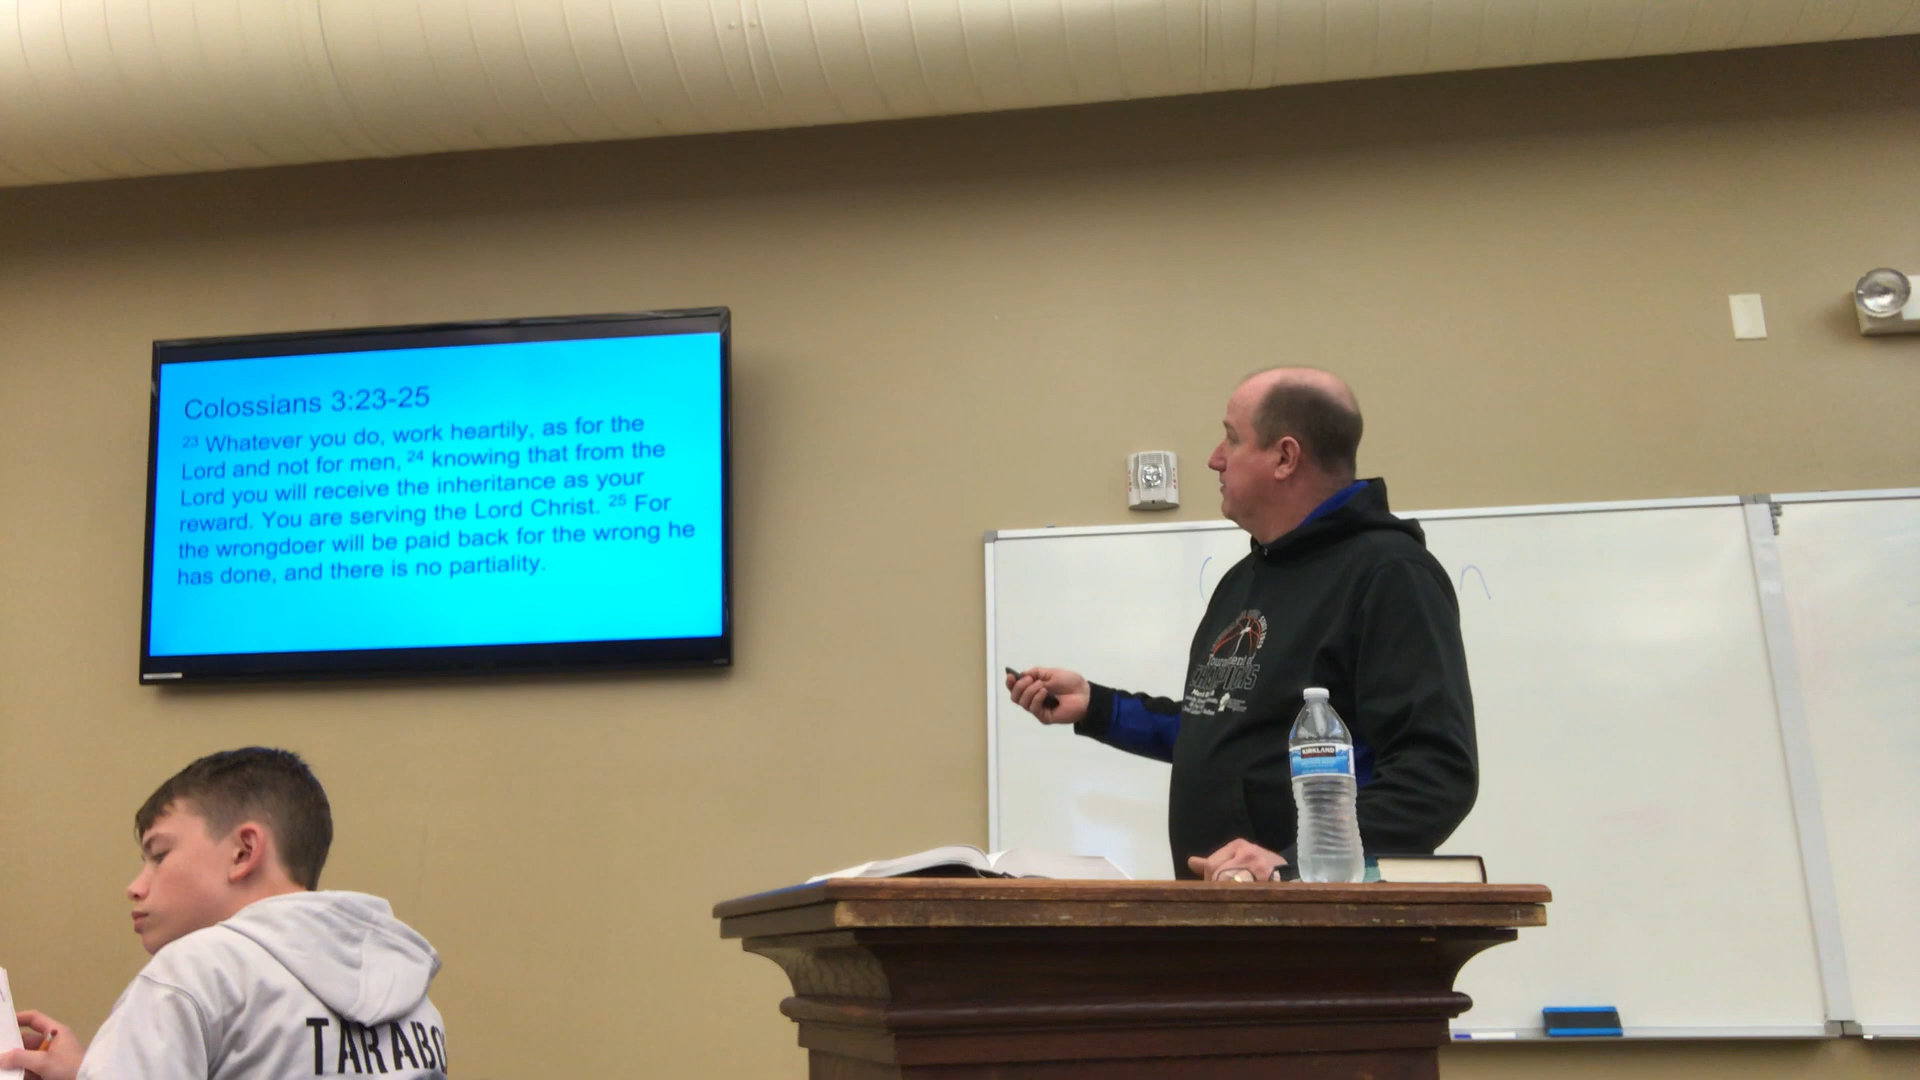 Colossians 3:23-25
23 Whatever you do, work heartily, as for the
Lord and not for men, 24 knowing that from the
Lord you will receive the inheritance as your
reward. You are serving the Lord Christ. 25 For
the wrongdoer will be paid back for the wrong he
has done, and there is no partiality.
n
Tournament of
CHAMPIONS
KIRKLAND
TARABO